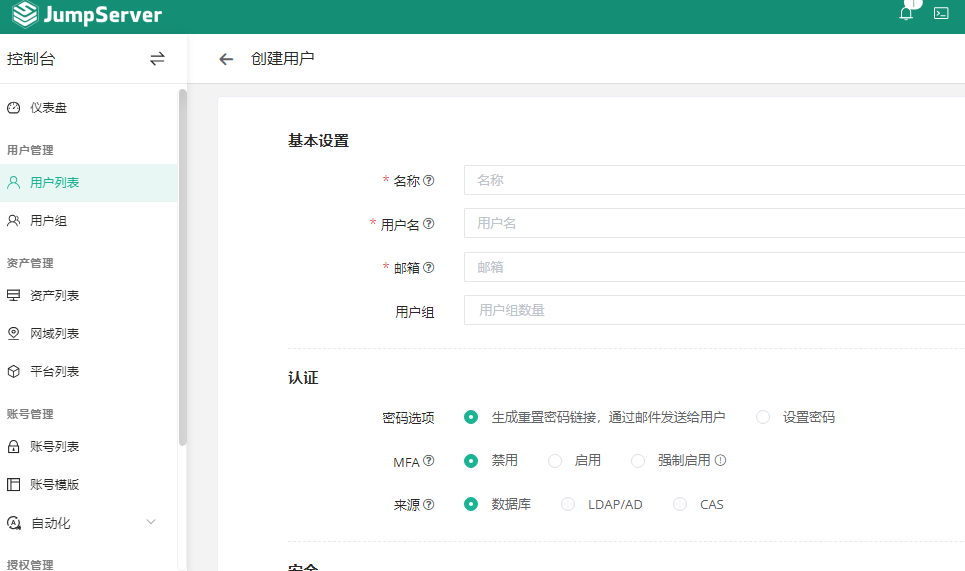 JumpServer
1
控制台
创建用户
仪表盘
用户管理
用户列表
用户组
资产管理
资产列表
网域列表
平台列表
账号管理
账号列表
账号模版
自动化
授权管理
基本设置
* 名称
名称
* 用户名
用户名
* 邮箱
邮箱
用户组
用户组数量
认证
密码选项 生成重置密码链接，通过邮件发送给用户 设置密码
MFA 禁用 启用 强制启用
来源 数据库 LDAP/AD CAS
安全